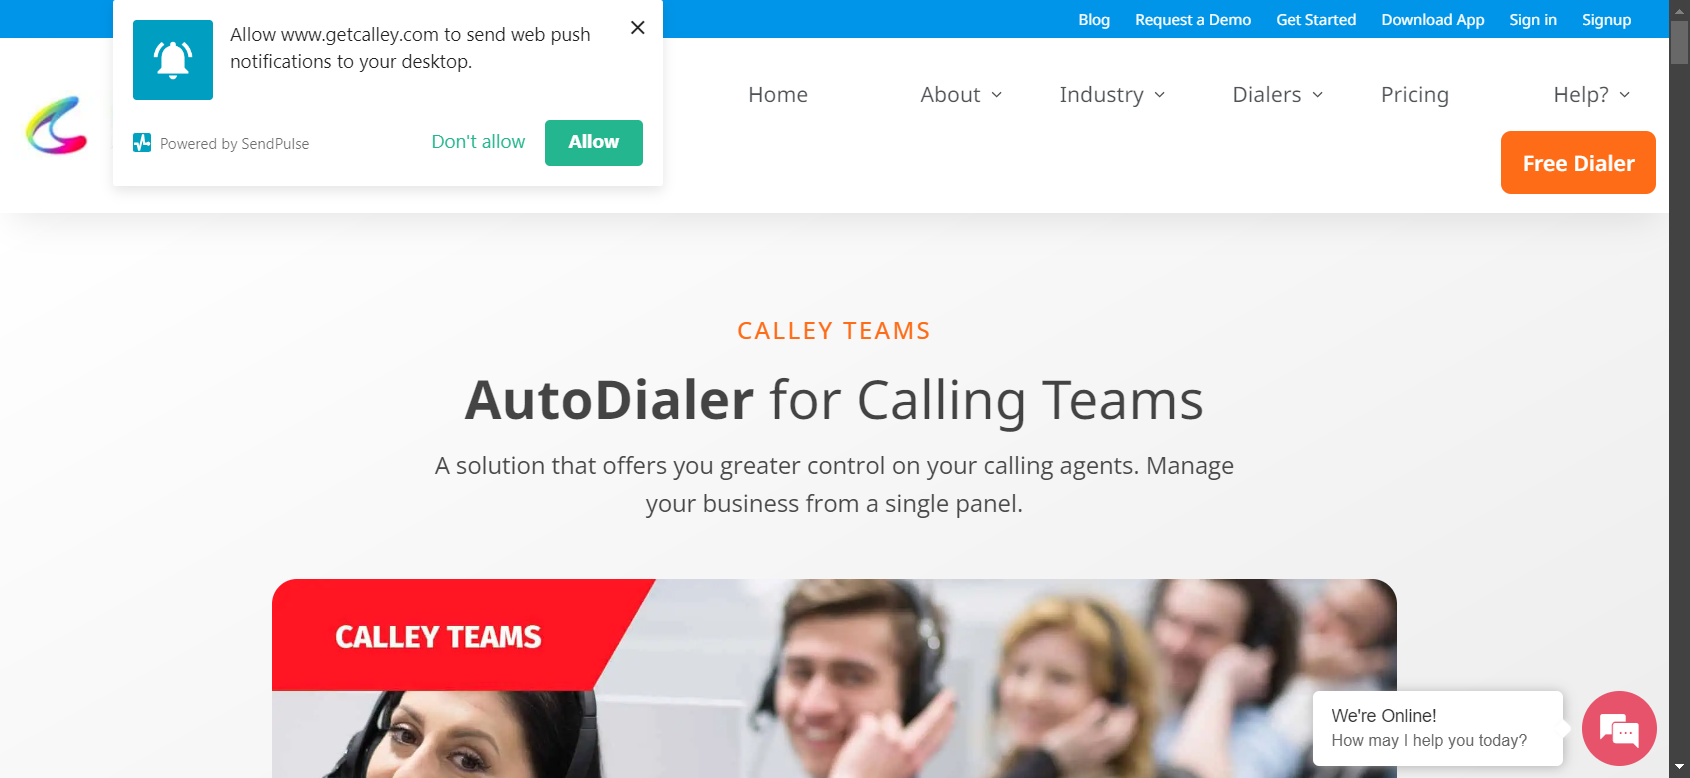 Blog Request a Demo Get Started Download App Sign in Signup
Allow www.getcalley.com to send web push
notifications to your desktop.
Powered by SendPulse
Don't allow
Allow
Home About Industry Dialers Pricing Help?
Free Dialer
CALLEY TEAMS
AutoDialer for Calling Teams
A solution that offers you greater control on your calling agents. Manage
your business from a single panel.
CALLEY TEAMS
We're Online!
How may I help you today?